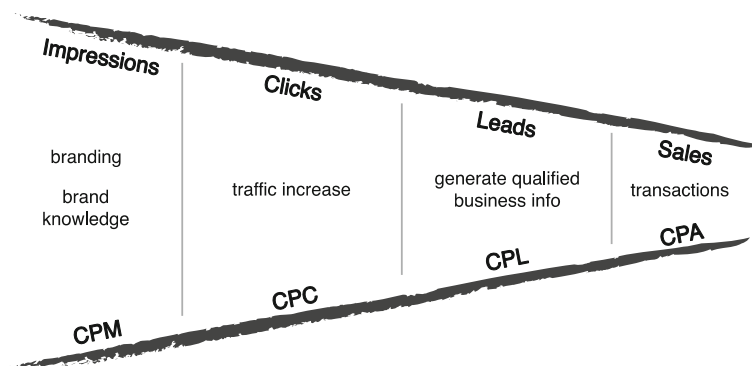 Impressions
Clicks
Leads
Sales
branding
brand
knowledge
traffic increase
generate qualified
business info
transactions
CPM
CPC
CPL
CPA